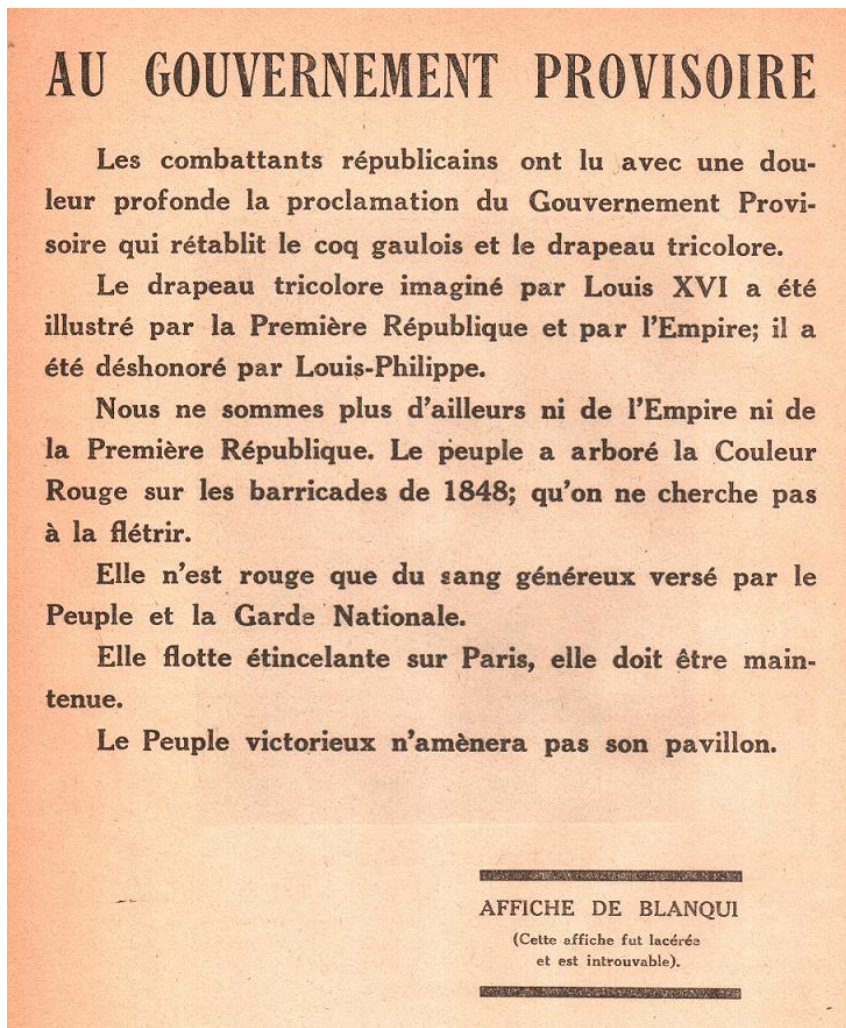 AU GOUVERNEMENT PROVISOIRE
Les combattants républicains ont lu avec une dou-
leur profonde la proclamation du Gouvernement Provi-
soire qui rétablit le coq gaulois et le drapeau tricolore.
Le drapeau tricolore imaginé par Louis XVI a été
illustré par la Première République et par l'Empire; il a
été déshonoré par Louis-Philippe.
Nous ne sommes plus d'ailleurs ni de l'Empire ni de
la Première République. Le peuple a arboré la Couleur
Rouge sur les barricades de 1848; qu'on ne cherche pas
à la flétrir.
Elle n'est rouge que du sang généreux versé par le
Peuple et la Garde Nationale.
Elle flotte étincelante sur Paris, elle doit être main-
tenue.
Le Peuple victorieux n'amènera pas son pavillon.
AFFICHE DE BLANQUI
(Cette affiche fut lacérée
et est introuvable).